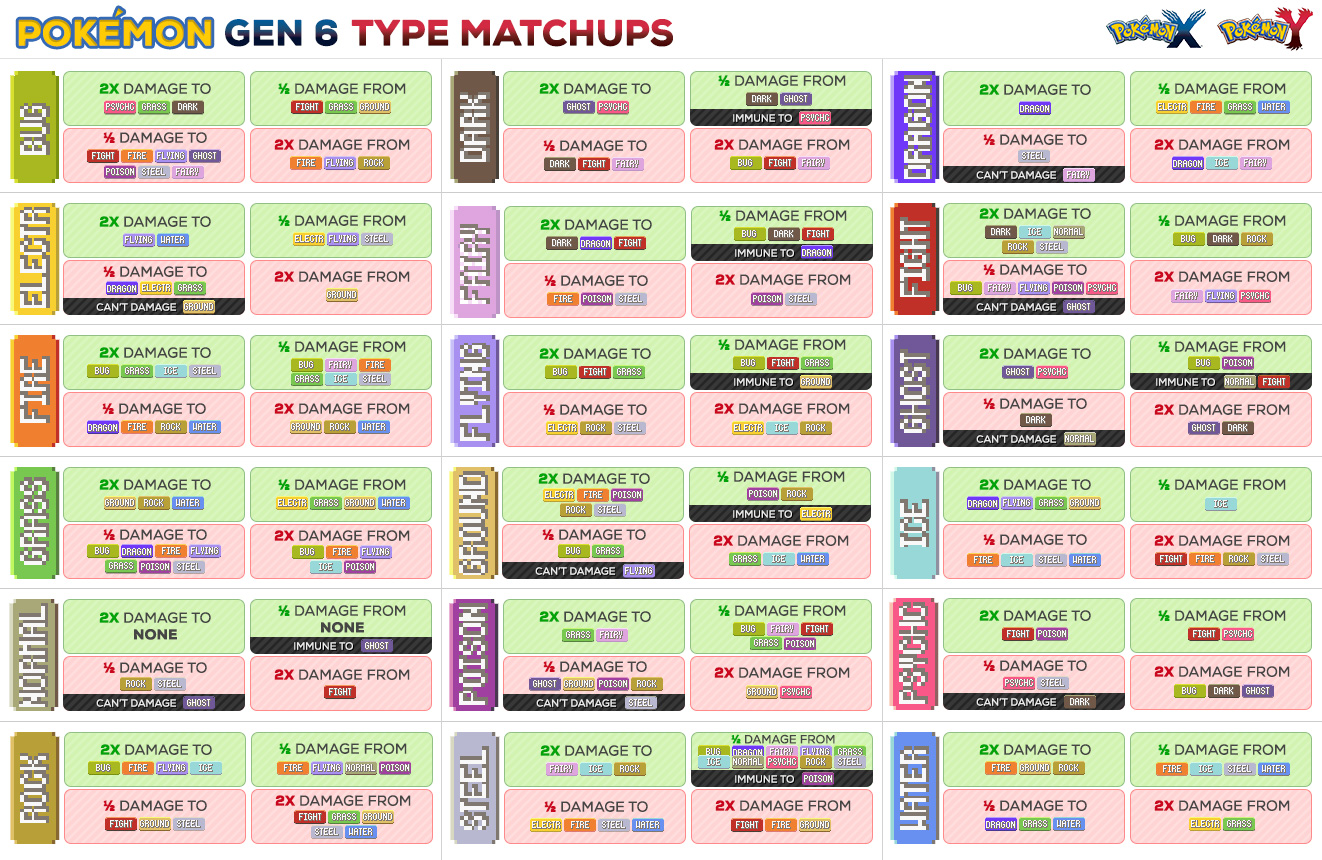 POKÉMON GEN 6 TYPE MATCHUPS
Pokémon X Pokémon Y
BUG
2X DAMAGE TO
PSYCHC GRASS DARK
½ DAMAGE FROM
FIGHT GRASS GROUND
½ DAMAGE TO
FIGHT FIRE FLYING GHOST
POISON STEEL FAIRY
2X DAMAGE FROM
FIRE FLYING ROCK
DARK
2X DAMAGE TO
GHOST PSYCHC
½ DAMAGE FROM
DARK GHOST
IMMUNE TO PSYCHC
½ DAMAGE TO
DARK FIGHT FAIRY
2X DAMAGE FROM
BUG FIGHT FAIRY
DRAGON
2X DAMAGE TO
DRAGON
½ DAMAGE FROM
ELECTR FIRE GRASS WATER
½ DAMAGE TO
STEEL
CAN'T DAMAGE FAIRY
2X DAMAGE FROM
DRAGON ICE FAIRY
ELECTR
2X DAMAGE TO
FLYING WATER
½ DAMAGE FROM
ELECTR FLYING STEEL
½ DAMAGE TO
DRAGON ELECTR GRASS
CAN'T DAMAGE GROUND
2X DAMAGE FROM
GROUND
FAIRY
2X DAMAGE TO
DARK DRAGON FIGHT
½ DAMAGE FROM
BUG DARK FIGHT
IMMUNE TO DRAGON
½ DAMAGE TO
FIRE POISON STEEL
2X DAMAGE FROM
POISON STEEL
FIGHT
2X DAMAGE TO
DARK ICE NORMAL
ROCK STEEL
½ DAMAGE FROM
BUG DARK ROCK
½ DAMAGE TO
BUG FAIRY FLYING POISON PSYCHC
CAN'T DAMAGE GHOST
2X DAMAGE FROM
FAIRY FLYING PSYCHC
FIRE
2X DAMAGE TO
BUG GRASS ICE STEEL
½ DAMAGE FROM
BUG FAIRY FIRE
GRASS ICE STEEL
½ DAMAGE TO
DRAGON FIRE ROCK WATER
2X DAMAGE FROM
GROUND ROCK WATER
FLYING
2X DAMAGE TO
BUG FIGHT GRASS
½ DAMAGE FROM
BUG FIGHT GRASS
IMMUNE TO GROUND
½ DAMAGE TO
ELECTR ROCK STEEL
2X DAMAGE FROM
ELECTR ICE ROCK
GHOST
2X DAMAGE TO
GHOST PSYCHC
½ DAMAGE FROM
BUG POISON
IMMUNE TO NORMAL FIGHT
½ DAMAGE TO
DARK
CAN'T DAMAGE NORMAL
2X DAMAGE FROM
GHOST DARK
GRASS
2X DAMAGE TO
GROUND ROCK WATER
½ DAMAGE FROM
ELECTR GRASS GROUND WATER
½ DAMAGE TO
BUG DRAGON FIRE FLYING
GRASS POISON STEEL
2X DAMAGE FROM
BUG FIRE FLYING
ICE POISON
GROUND
2X DAMAGE TO
ELECTR FIRE POISON
ROCK STEEL
½ DAMAGE FROM
POISON ROCK
IMMUNE TO ELECTR
½ DAMAGE TO
BUG GRASS
CAN'T DAMAGE FLYING
2X DAMAGE FROM
GRASS ICE WATER
ICE
2X DAMAGE TO
DRAGON FLYING GRASS GROUND
½ DAMAGE FROM
ICE
½ DAMAGE TO
FIRE ICE STEEL WATER
2X DAMAGE FROM
FIGHT FIRE ROCK STEEL
NORMAL
2X DAMAGE TO
NONE
½ DAMAGE FROM
NONE
IMMUNE TO GHOST
½ DAMAGE TO
ROCK STEEL
CAN'T DAMAGE GHOST
2X DAMAGE FROM
FIGHT
POISON
2X DAMAGE TO
GRASS FAIRY
½ DAMAGE FROM
BUG FAIRY FIGHT
GRASS POISON
½ DAMAGE TO
GHOST GROUND POISON ROCK
CAN'T DAMAGE STEEL
2X DAMAGE FROM
GROUND PSYCHC
PSYCHC
2X DAMAGE TO
FIGHT POISON
½ DAMAGE FROM
FIGHT PSYCHC
½ DAMAGE TO
PSYCHC STEEL
CAN'T DAMAGE DARK
2X DAMAGE FROM
BUG DARK GHOST
ROCK
2X DAMAGE TO
BUG FIRE FLYING ICE
½ DAMAGE FROM
FIRE FLYING NORMAL POISON
½ DAMAGE TO
FIGHT GROUND STEEL
2X DAMAGE FROM
FIGHT GRASS GROUND
STEEL WATER
STEEL
2X DAMAGE TO
FAIRY ICE ROCK
½ DAMAGE FROM
BUG DRAGON FAIRY FLYING GRASS
ICE NORMAL PSYCHC ROCK STEEL
IMMUNE TO POISON
½ DAMAGE TO
ELECTR FIRE STEEL WATER
2X DAMAGE FROM
FIGHT FIRE GROUND
WATER
2X DAMAGE TO
FIRE GROUND ROCK
½ DAMAGE FROM
FIRE ICE STEEL WATER
½ DAMAGE TO
DRAGON GRASS WATER
2X DAMAGE FROM
ELECTR GRASS